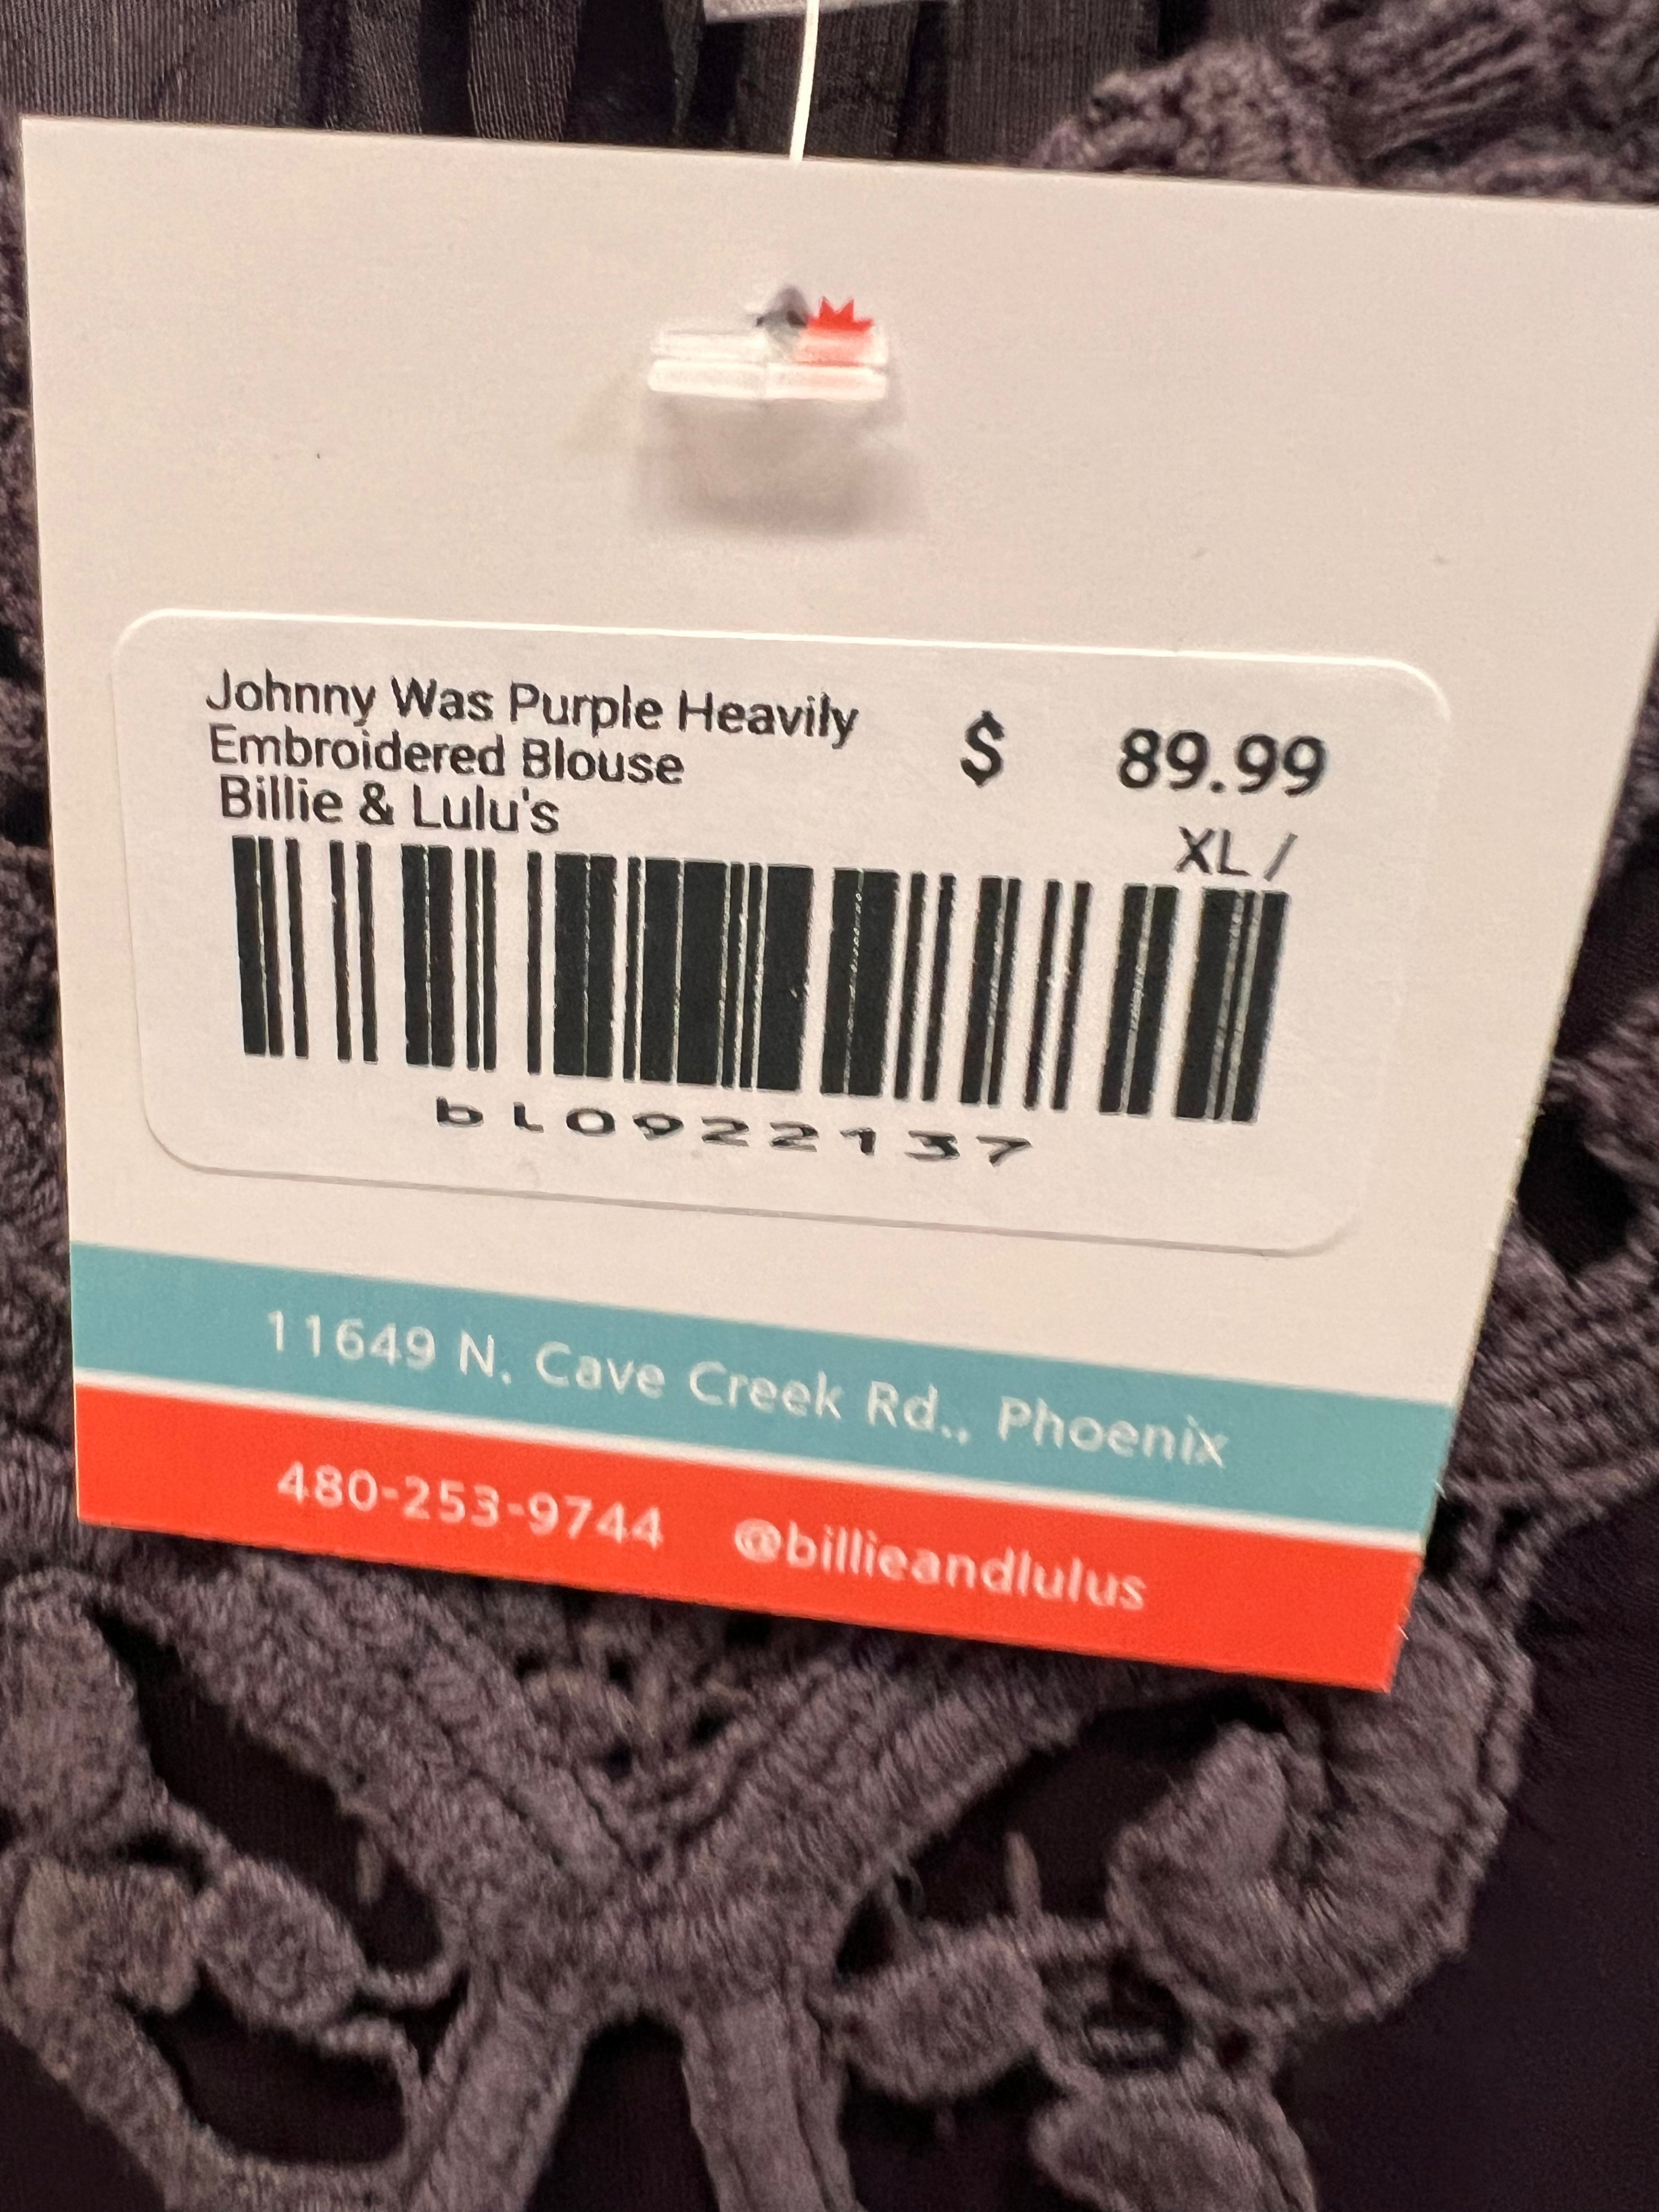 Johnny Was Purple Heavily
Embroidered Blouse
Billie & Lulu's
$ 89.99
XL /
bL0922137
11649 N. Cave Creek Rd., Phoenix
480-253-9744 @billieandlulus